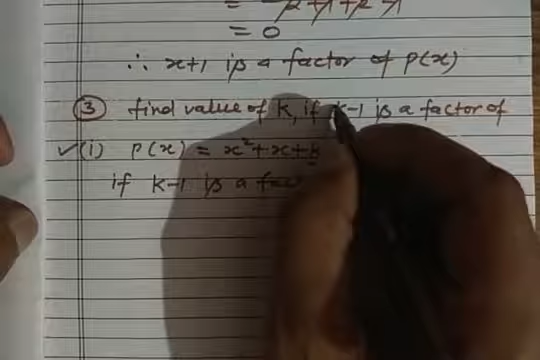 = 
= 0
∴ x+1 is a factor of p(x)
③ find value of k, if k-1 is a factor of
✓(i) p(x) = x²+x+k
if k-1 is a fac